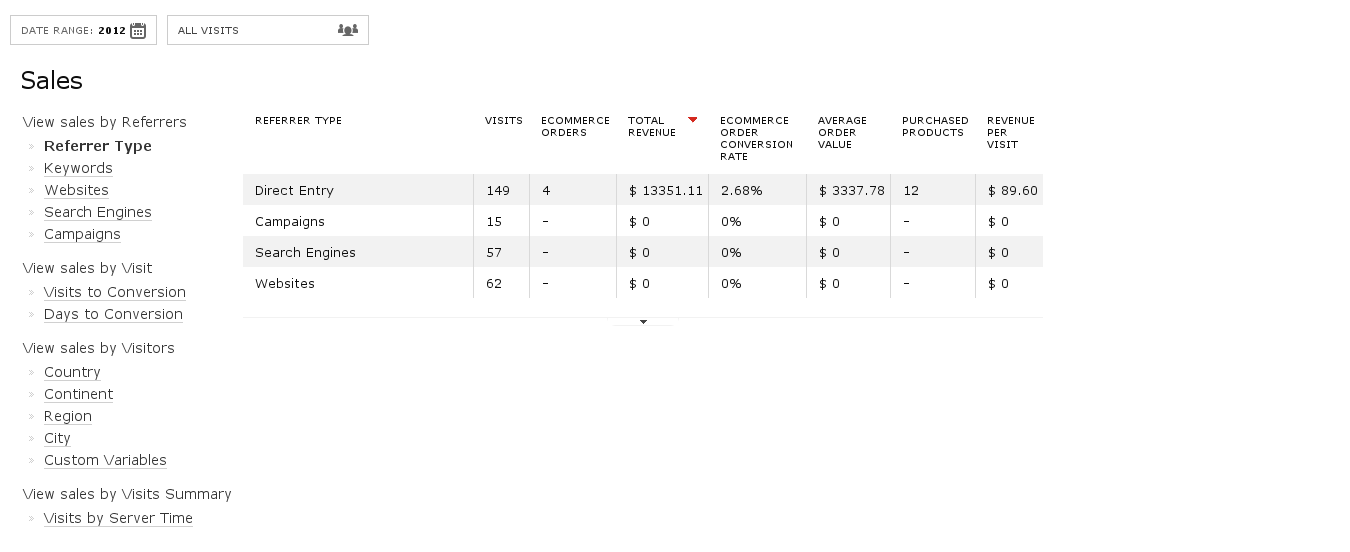 DATE RANGE: 2012 ALL VISITS
Sales
View sales by Referrers
» Referrer Type
» Keywords
» Websites
» Search Engines
» Campaigns
View sales by Visit
» Visits to Conversion
» Days to Conversion
View sales by Visitors
» Country
» Continent
» Region
» City
» Custom Variables
View sales by Visits Summary
» Visits by Server Time
REFERRER TYPE VISITS ECOMMERCE ORDERS TOTAL REVENUE ECOMMERCE ORDER CONVERSION RATE AVERAGE ORDER VALUE PURCHASED PRODUCTS REVENUE PER VISIT
Direct Entry 149 4 $ 13351.11 2.68% $ 3337.78 12 $ 89.60
Campaigns 15 - $ 0 0% $ 0 - $ 0
Search Engines 57 - $ 0 0% $ 0 - $ 0
Websites 62 - $ 0 0% $ 0 - $ 0